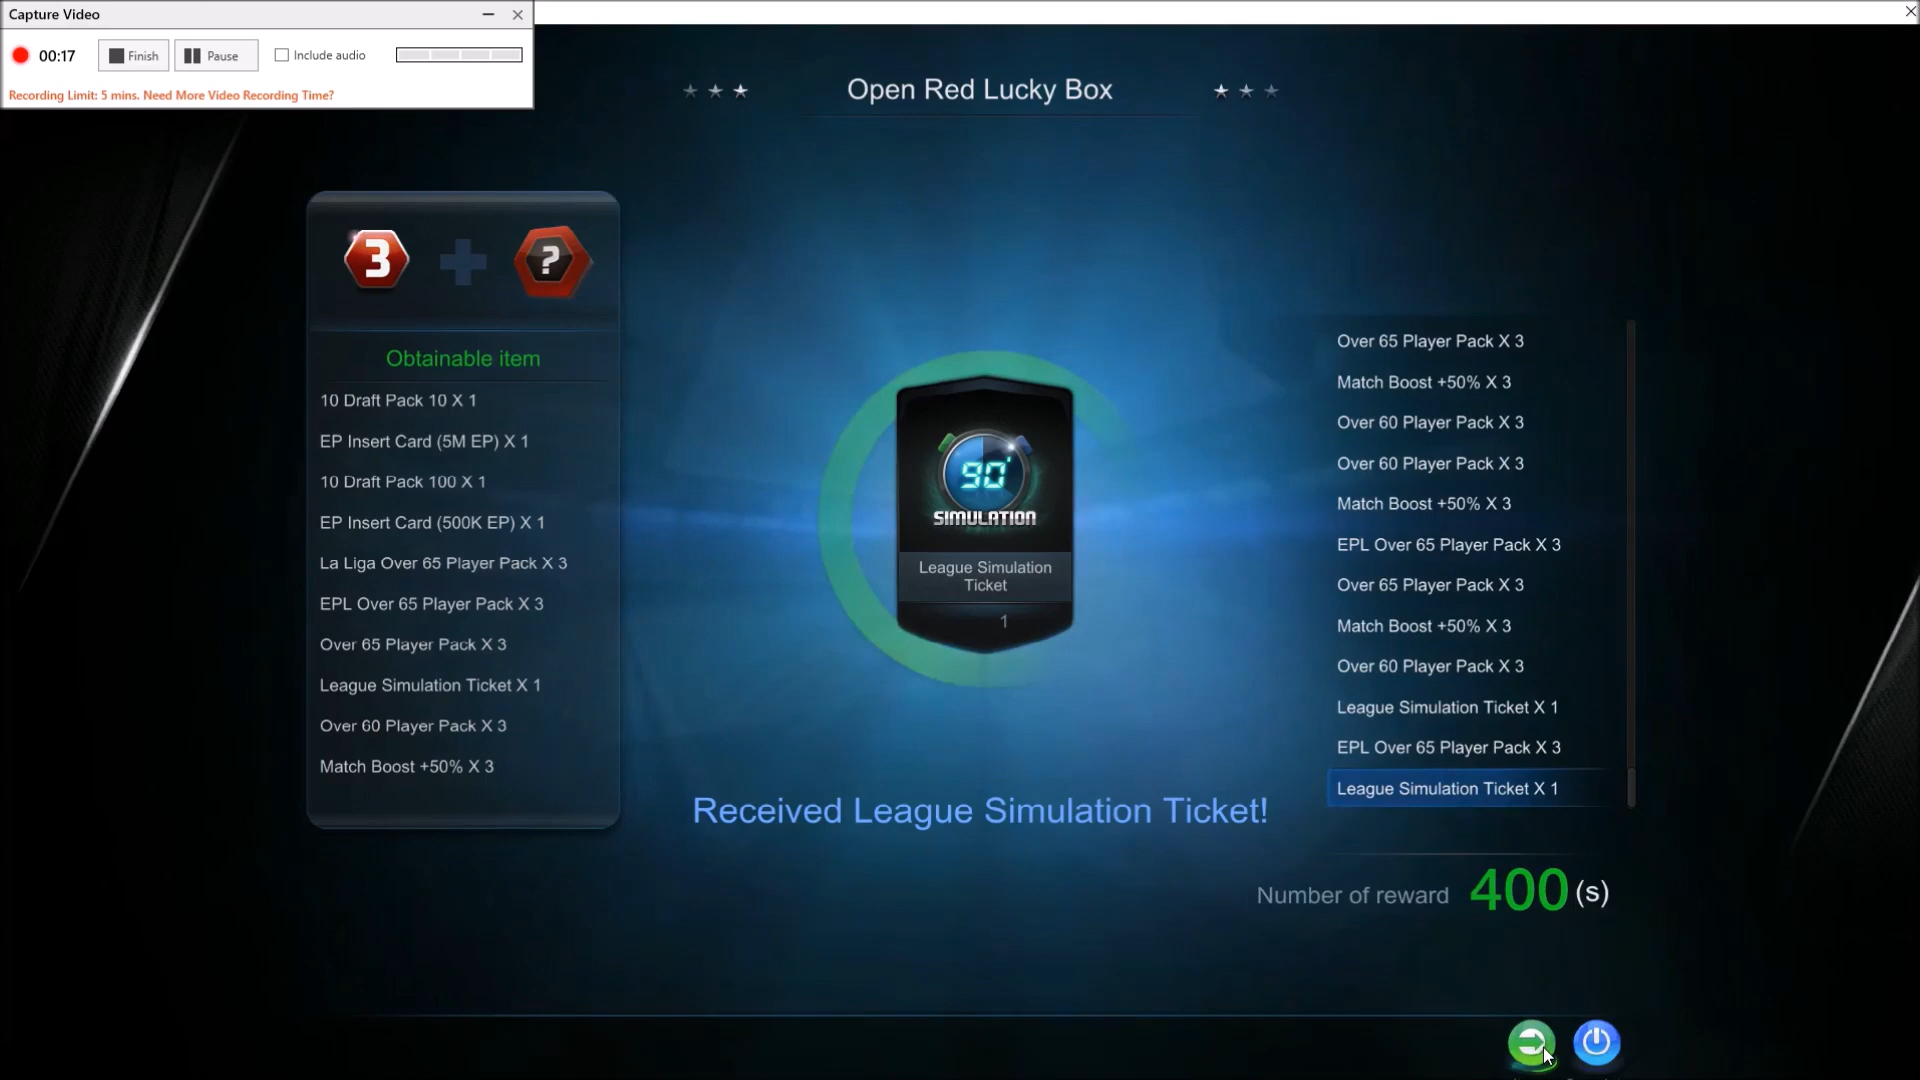 Capture Video
00:17
Finish
Pause
Include audio
Recording Limit: 5 mins. Need More Video Recording Time?
Open Red Lucky Box
3
?
Obtainable item
10 Draft Pack 10 X 1
EP Insert Card (5M EP) X 1
10 Draft Pack 100 X 1
EP Insert Card (500K EP) X 1
La Liga Over 65 Player Pack X 3
EPL Over 65 Player Pack X 3
Over 65 Player Pack X 3
League Simulation Ticket X 1
Over 60 Player Pack X 3
Match Boost +50% X 3
90'
SIMULATION
League Simulation
Ticket
1
Received League Simulation Ticket!
Over 65 Player Pack X 3
Match Boost +50% X 3
Over 60 Player Pack X 3
Over 60 Player Pack X 3
Match Boost +50% X 3
EPL Over 65 Player Pack X 3
Over 65 Player Pack X 3
Match Boost +50% X 3
Over 60 Player Pack X 3
League Simulation Ticket X 1
EPL Over 65 Player Pack X 3
League Simulation Ticket X 1
Number of reward 400 (s)